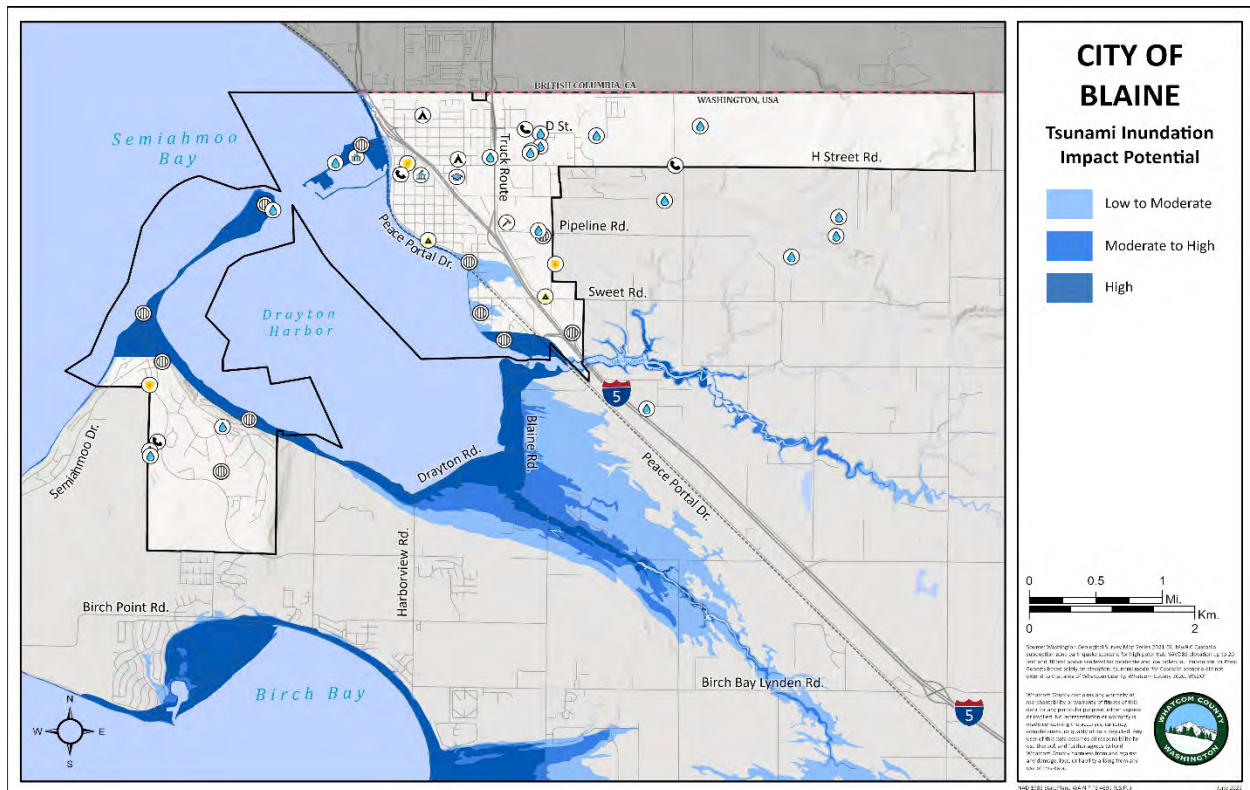 BRITISH COLUMBIA, CA
WASHINGTON, USA
Semiahmoo
Bay
D St.
Truck Route
H Street Rd.
Peace Portal Dr.
Pipeline Rd.
Sweet Rd.
Drayton
Harbor
5
Semiahmoo Dr.
Drayton Rd.
Blaine Rd.
Peace Portal Dr.
Harborview Rd.
Birch Point Rd.
Birch Bay
Birch Bay Lynden Rd.
5
N
W
E
S
CITY OF
BLAINE
Tsunami Inundation
Impact Potential
Low to Moderate
Moderate to High
High
0 0.5 1
Mi.
Km.
0 2
WHATCOM COUNTY
WASHINGTON
June 2021